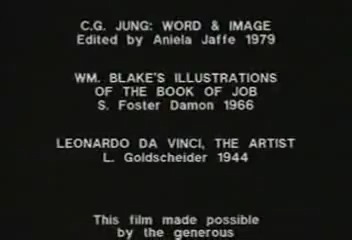 C.G. JUNG: WORD & IMAGE
Edited by Aniela Jaffe 1979
WM. BLAKE'S ILLUSTRATIONS
OF THE BOOK OF JOB
S. Foster Damon 1966
LEONARDO DA VINCI, THE ARTIST
L. Goldscheider 1944
This film made possible
by the generous